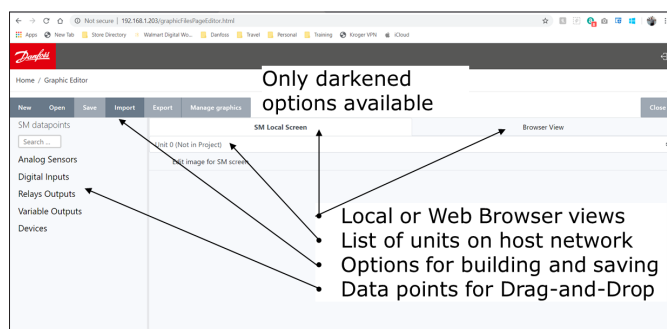 Not secure | 192.168.1.203/graphicFilesPageEditor.html
Apps New Tab Store Directory Walmart Digital Wo... Danfoss Travel Personal Training Kroger VPN iCloud
Danfoss
Home / Graphic Editor
Only darkened
options available
New Open Save Import Export Manage graphics Close
SM datapoints
SM Local Screen Browser View
Search ...
Unit 0 (Not in Project)
Edit image for SM screen
Analog Sensors
Digital Inputs
Relays Outputs
Variable Outputs
Devices
• Local or Web Browser views
• List of units on host network
• Options for building and saving
• Data points for Drag-and-Drop